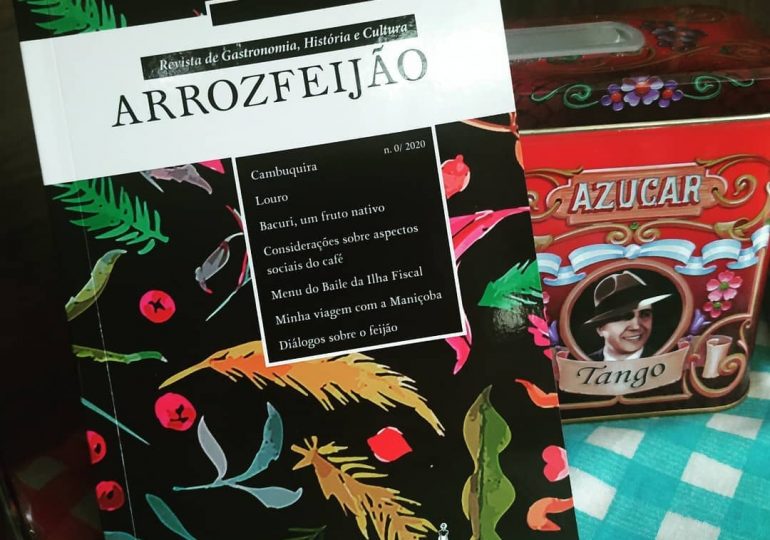 Revista de Gastronomia, História e Cultura
ARROZFEIJÃO
n. 0/ 2020
Cambuquira
Louro
Bacuri, um fruto nativo
Considerações sobre aspectos
sociais do café
Menu do Baile da Ilha Fiscal
Minha viagem com a Maniçoba
Diálogos sobre o feijão
AZUCAR
Tango